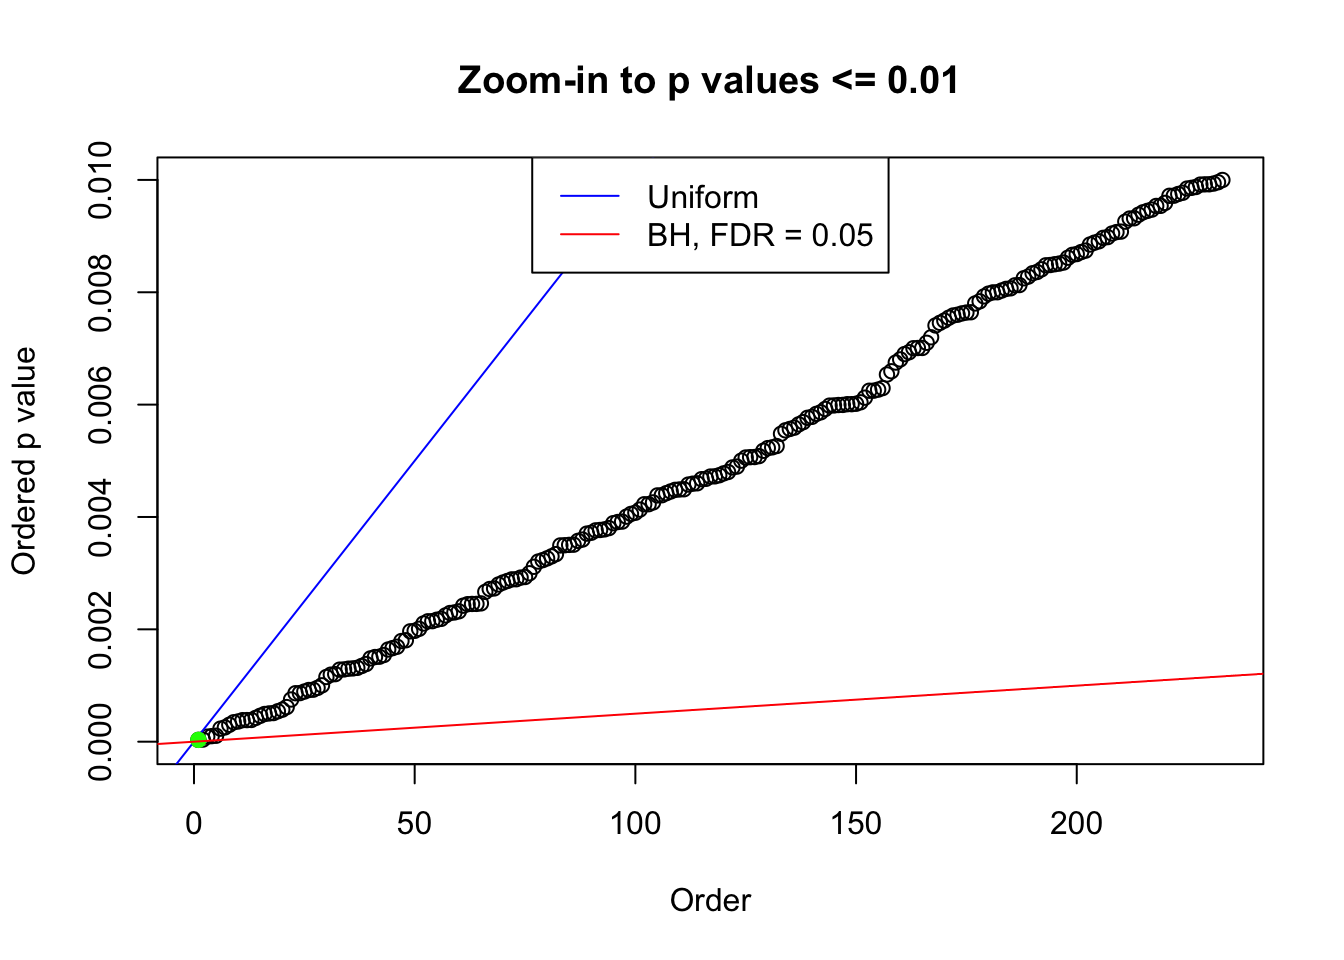 Zoom-in to p values <= 0.01
Uniform
BH, FDR = 0.05
Ordered p value
0.010
0.008
0.006
0.004
0.002
0.000
0 50 100 150 200
Order